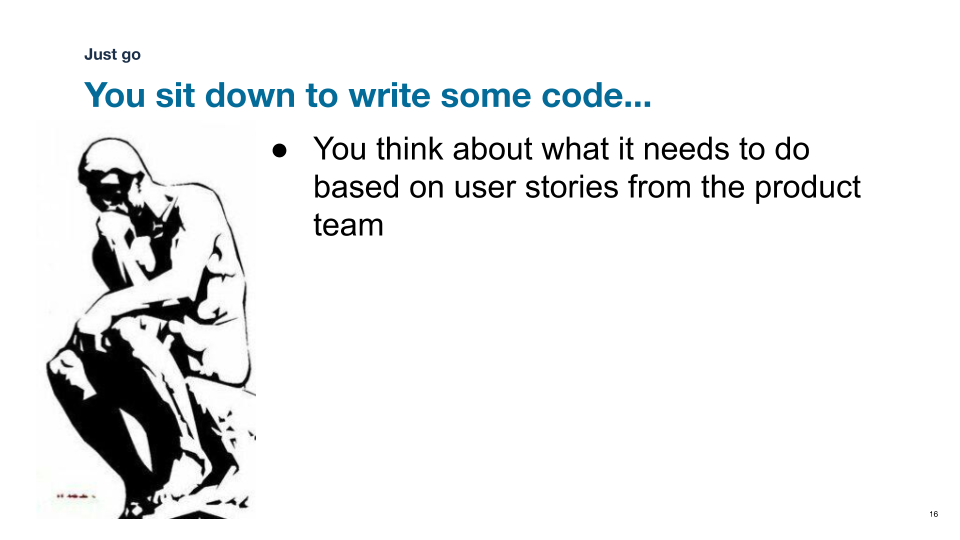 Just go
You sit down to write some code...
● You think about what it needs to do
based on user stories from the product
team
16